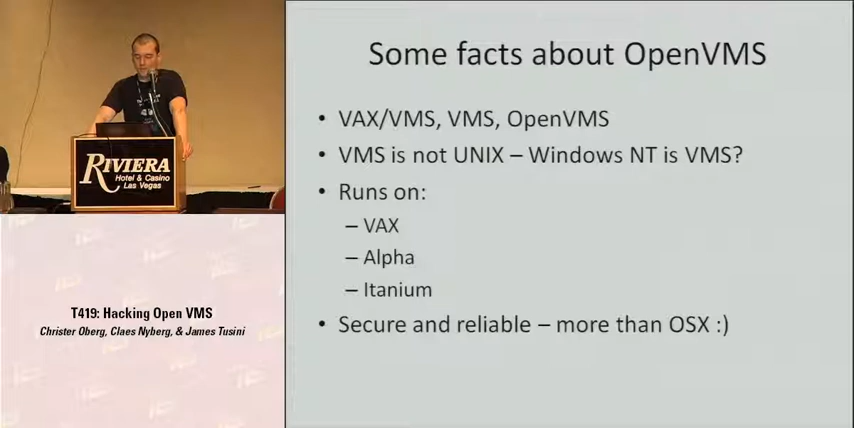 RIVIERA
Hotel & Casino
Las Vegas
T419: Hacking Open VMS
Christer Oberg, Claes Nyberg, & James Tusini
Some facts about OpenVMS
• VAX/VMS, VMS, OpenVMS
• VMS is not UNIX – Windows NT is VMS?
• Runs on:
– VAX
– Alpha
– Itanium
• Secure and reliable – more than OSX :)